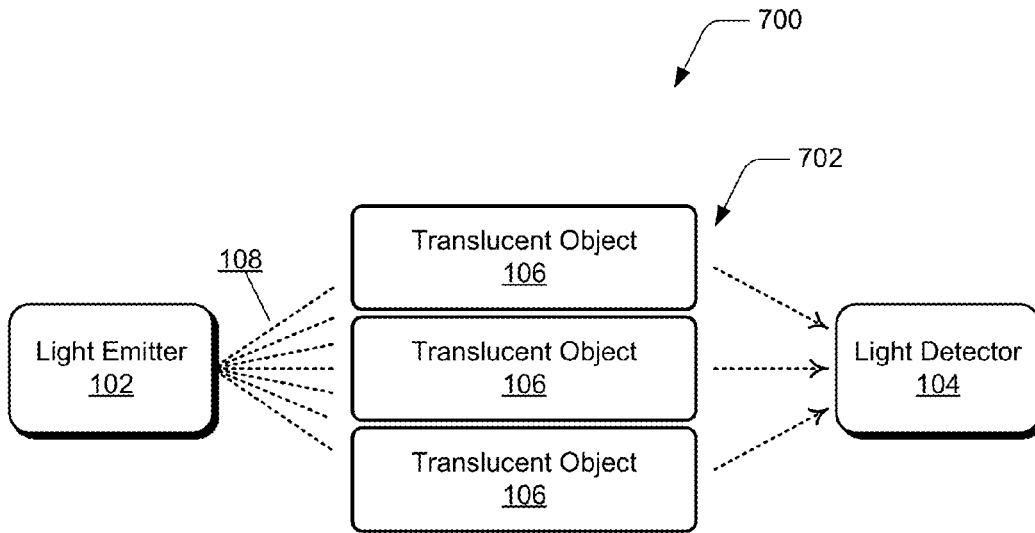 700
702
Translucent Object
106
108
Light Emitter
102
Translucent Object
106
Light Detector
104
Translucent Object
106